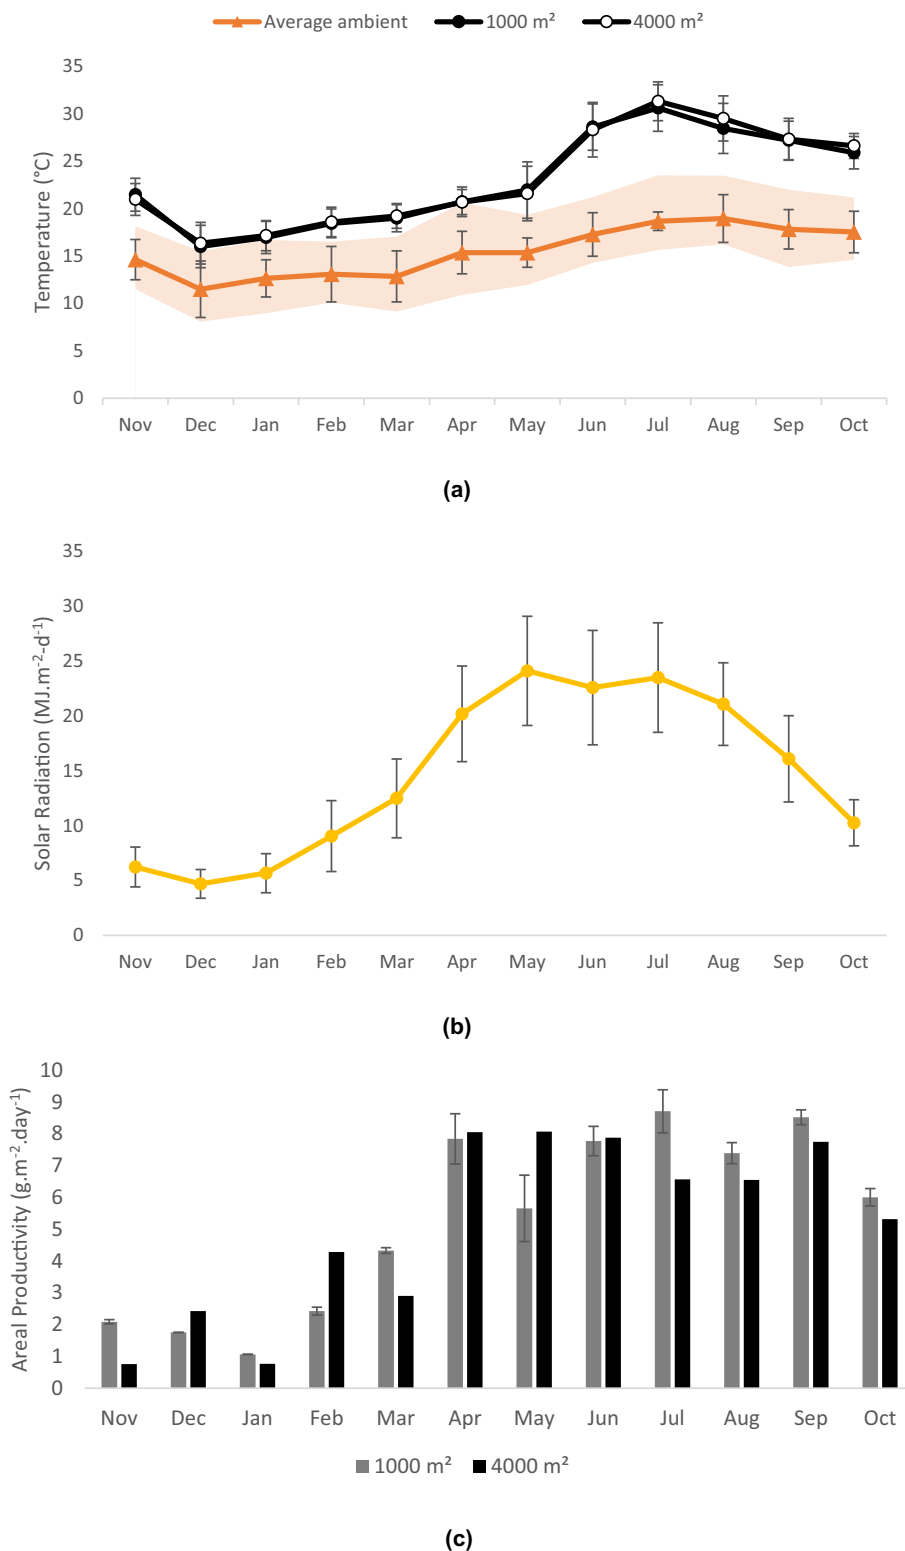 Average ambient 1000 m² 4000 m²
35
30
25
20
15
10
5
0
Temperature (°C)
Nov Dec Jan Feb Mar Apr May Jun Jul Aug Sep Oct
(a)
35
30
25
20
15
10
5
0
Solar Radiation (MJ.m⁻²-d⁻¹)
Nov Dec Jan Feb Mar Apr May Jun Jul Aug Sep Oct
(b)
10
9
8
7
6
5
4
3
2
1
0
Areal Productivity (g.m⁻².day⁻¹)
Nov Dec Jan Feb Mar Apr May Jun Jul Aug Sep Oct
1000 m² 4000 m²
(c)